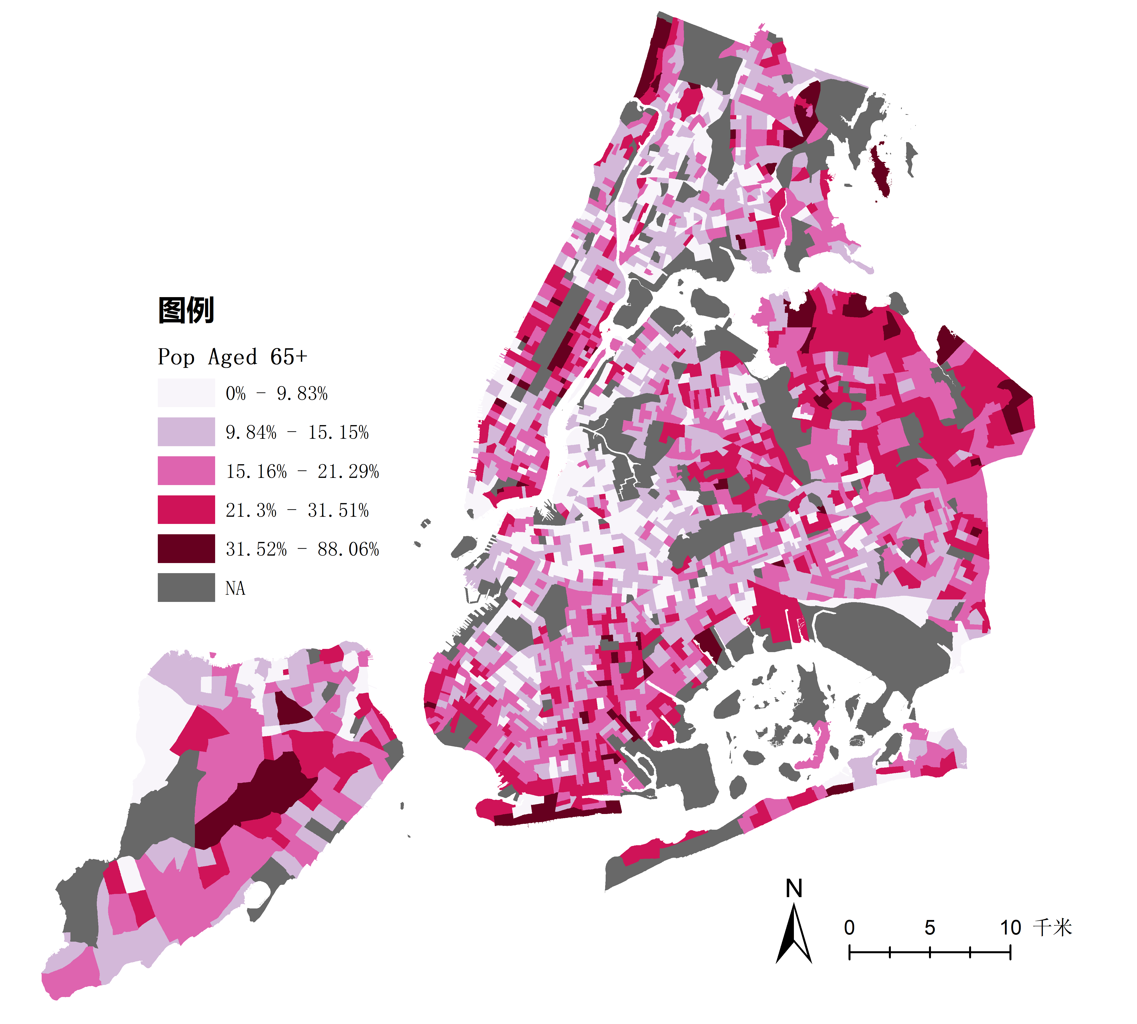 图例
Pop Aged 65+
0% - 9.83%
9.84% - 15.15%
15.16% - 21.29%
21.3% - 31.51%
31.52% - 88.06%
NA
N
0 5 10 千米